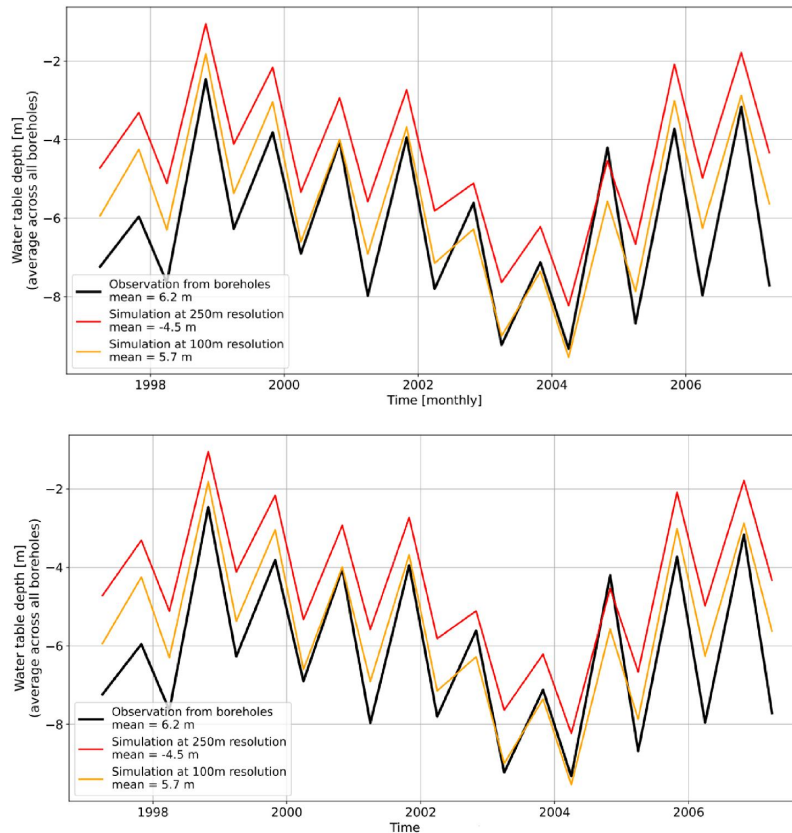 −2
−4
−6
−8
Water table depth [m]
(average across all boreholes)
Observation from boreholes
mean = 6.2 m
Simulation at 250m resolution
mean = -4.5 m
Simulation at 100m resolution
mean = 5.7 m
1998
2000
2002
2004
2006
Time [monthly]
−2
−4
−6
−8
Water table depth [m]
(average across all boreholes)
Observation from boreholes
mean = 6.2 m
Simulation at 250m resolution
mean = -4.5 m
Simulation at 100m resolution
mean = 5.7 m
1998
2000
2002
2004
2006
Time